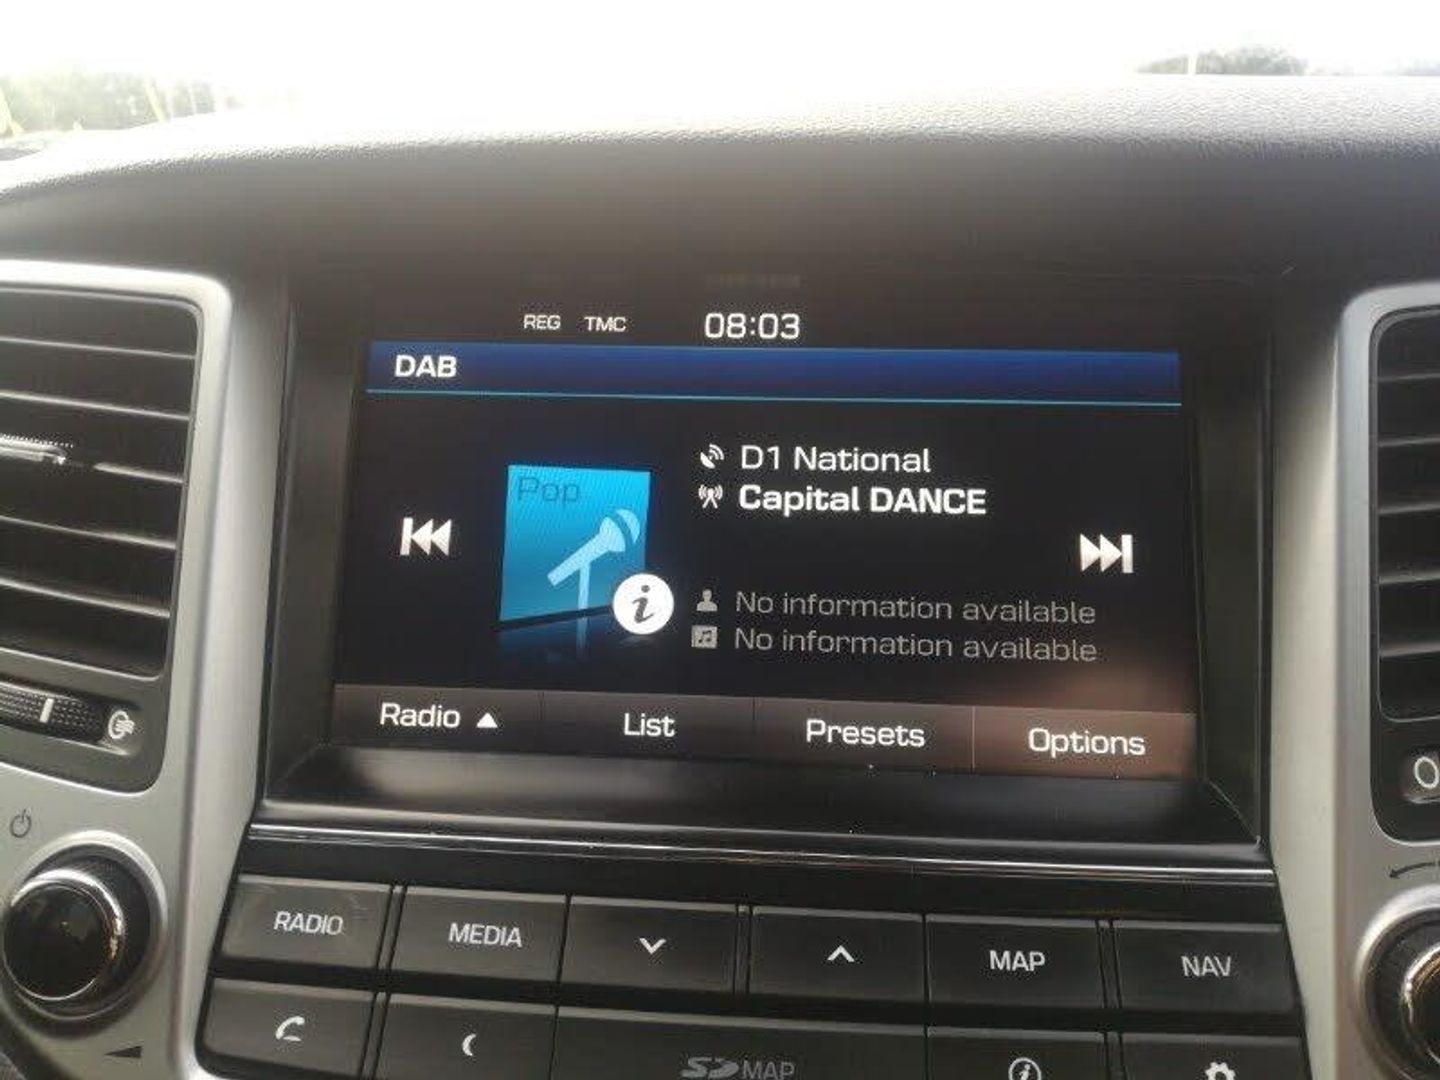 REG TMC 08:03
DAB
Pop
D1 National
Capital DANCE
i
No information available
No information available
Radio ▲ List Presets Options
RADIO MEDIA MAP NAV
SD MAP i